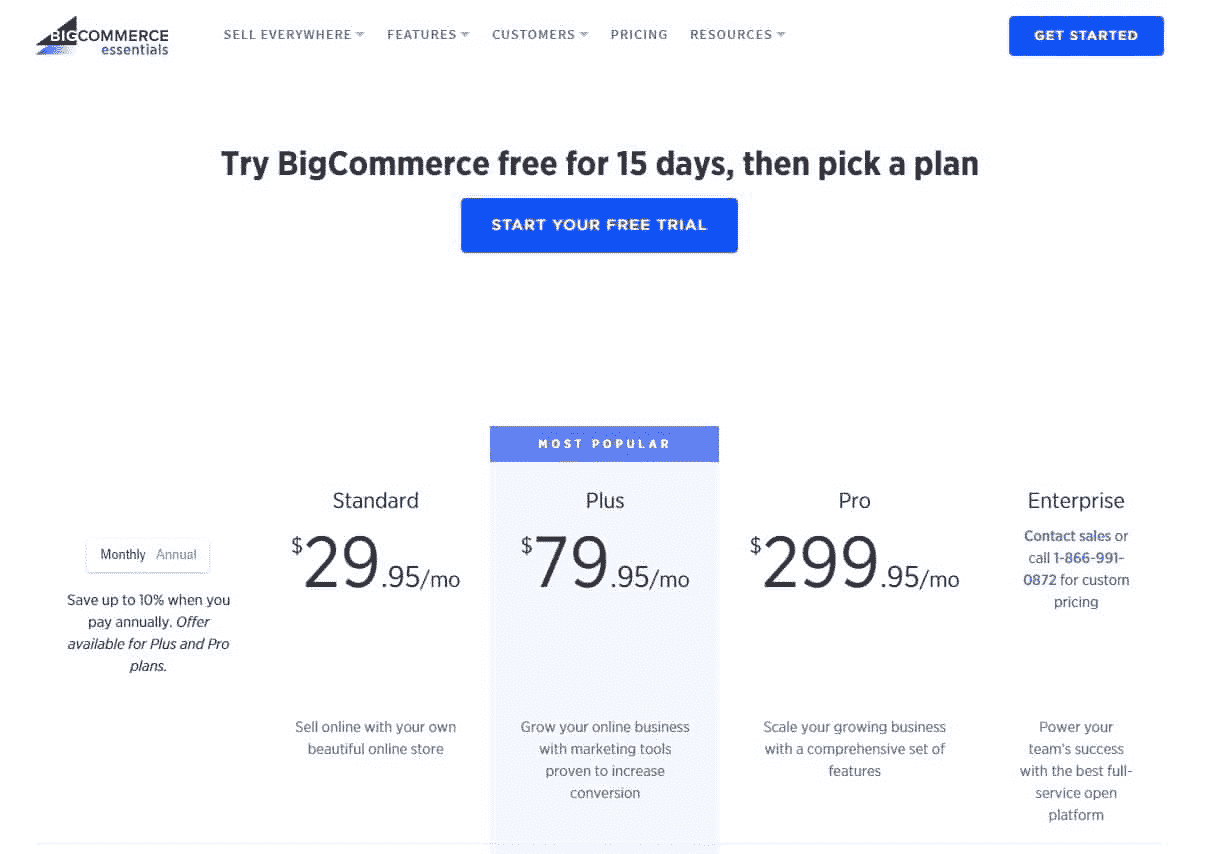 BIGCOMMERCE
essentials
SELL EVERYWHERE
FEATURES
CUSTOMERS
PRICING
RESOURCES
GET STARTED
Try BigCommerce free for 15 days, then pick a plan
START YOUR FREE TRIAL
Monthly Annual
Save up to 10% when you
pay annually. Offer
available for Plus and Pro
plans.
Standard
$29.95/mo
Sell online with your own
beautiful online store
MOST POPULAR
Plus
$79.95/mo
Grow your online business
with marketing tools
proven to increase
conversion
Pro
$299.95/mo
Scale your growing business
with a comprehensive set of
features
Enterprise
Contact sales or
call 1-866-991-
0872 for custom
pricing
Power your
team's success
with the best full-
service open
platform